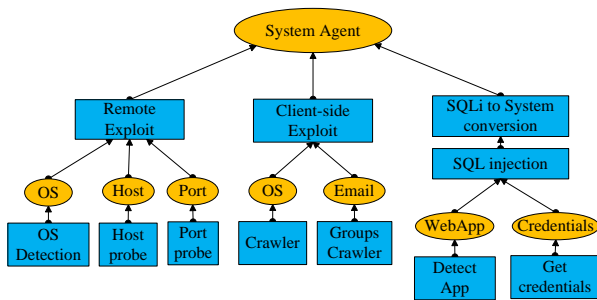 System Agent
Remote
Exploit
Client-side
Exploit
SQLi to System
conversion
SQL injection
OS
Host
Port
OS
Email
WebApp
Credentials
OS
Detection
Host
probe
Port
probe
Crawler
Groups
Crawler
Detect
App
Get
credentials